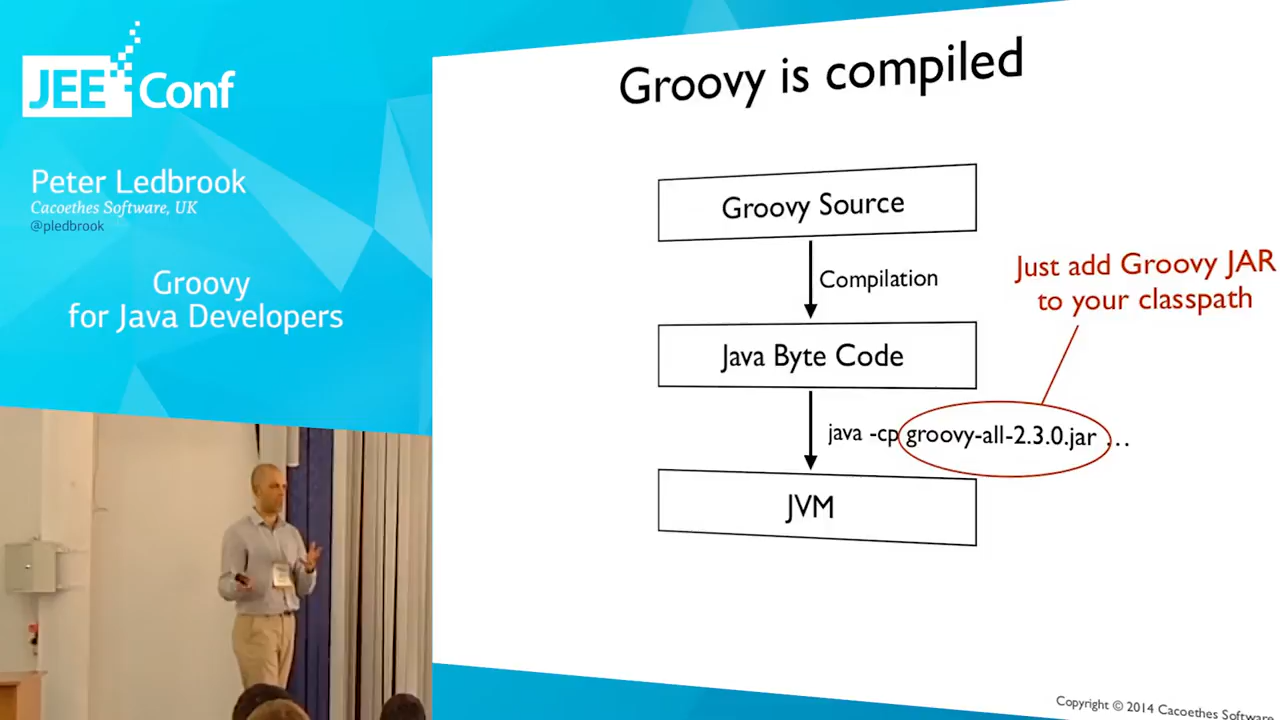 JEE Conf
Peter Ledbrook
Cacoethes Software, UK
@pledbrook
Groovy
for Java Developers
Groovy is compiled
Groovy Source
Compilation
Just add Groovy JAR
to your classpath
Java Byte Code
java -cp groovy-all-2.3.0.jar ...
JVM
Copyright © 2014 Cacoethes Software